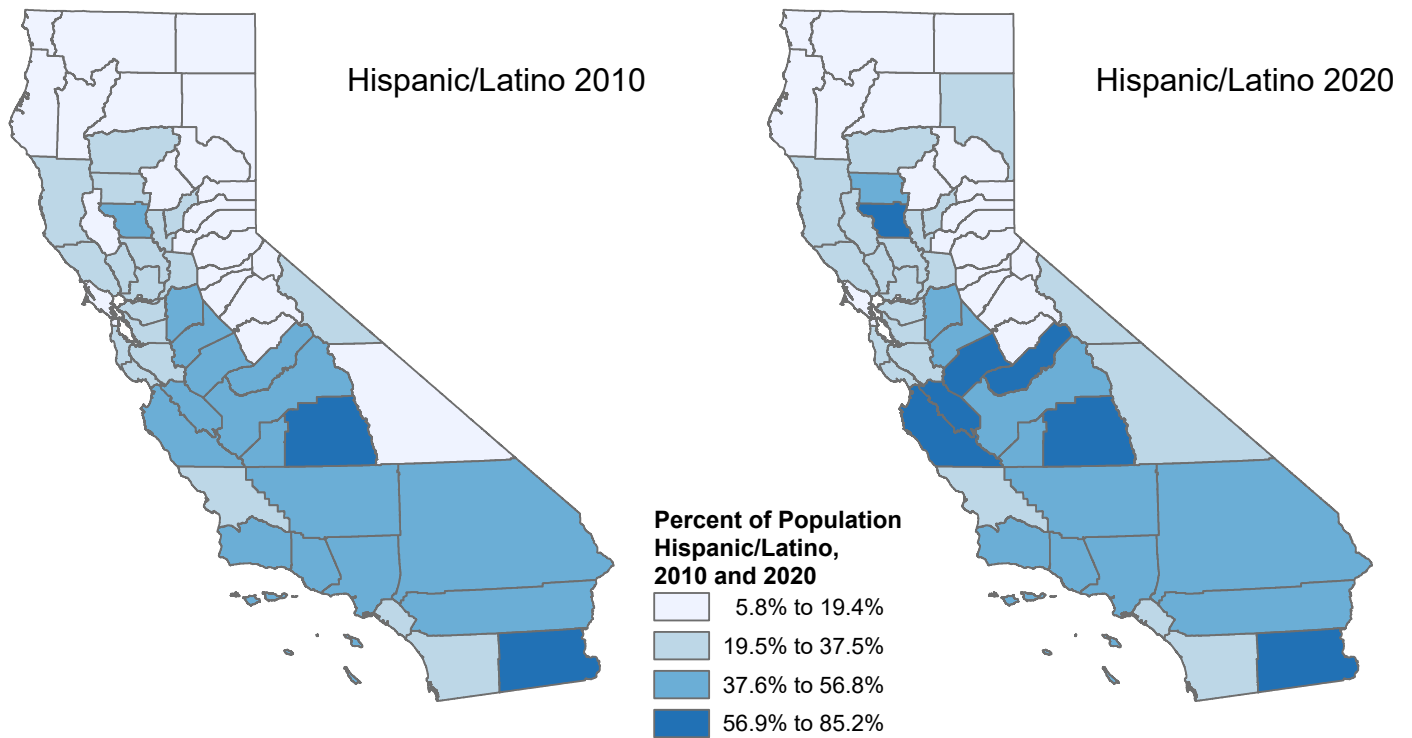 Hispanic/Latino 2010
Hispanic/Latino 2020
Percent of Population
Hispanic/Latino,
2010 and 2020
5.8% to 19.4%
19.5% to 37.5%
37.6% to 56.8%
56.9% to 85.2%